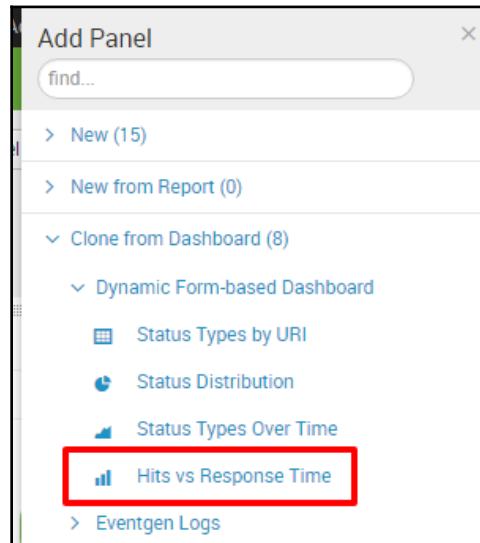 Add Panel
find...
New (15)
New from Report (0)
Clone from Dashboard (8)
Dynamic Form-based Dashboard
Status Types by URI
Status Distribution
Status Types Over Time
Hits vs Response Time
Eventgen Logs